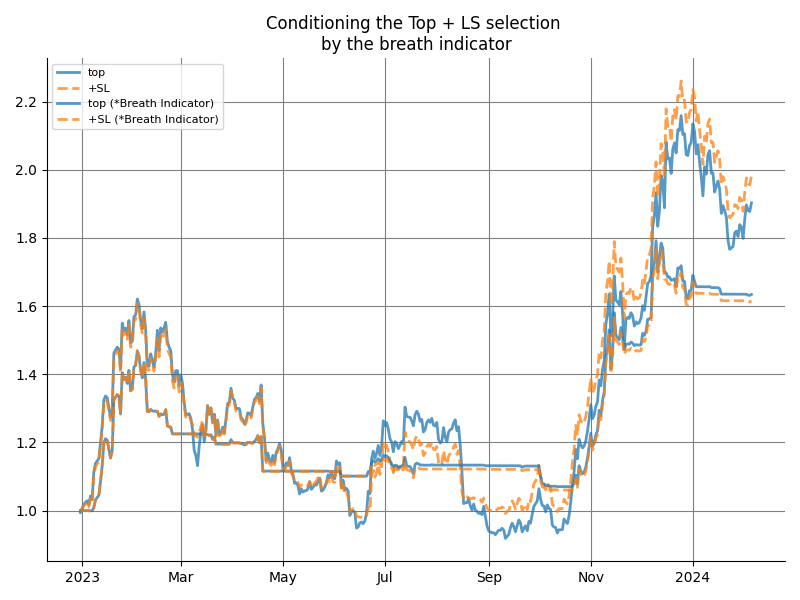 Conditioning the Top + LS selection
by the breath indicator
top
+SL
top (*Breath Indicator)
+SL (*Breath Indicator)
2.2
2.0
1.8
1.6
1.4
1.2
1.0
2023 Mar May Jul Sep Nov 2024